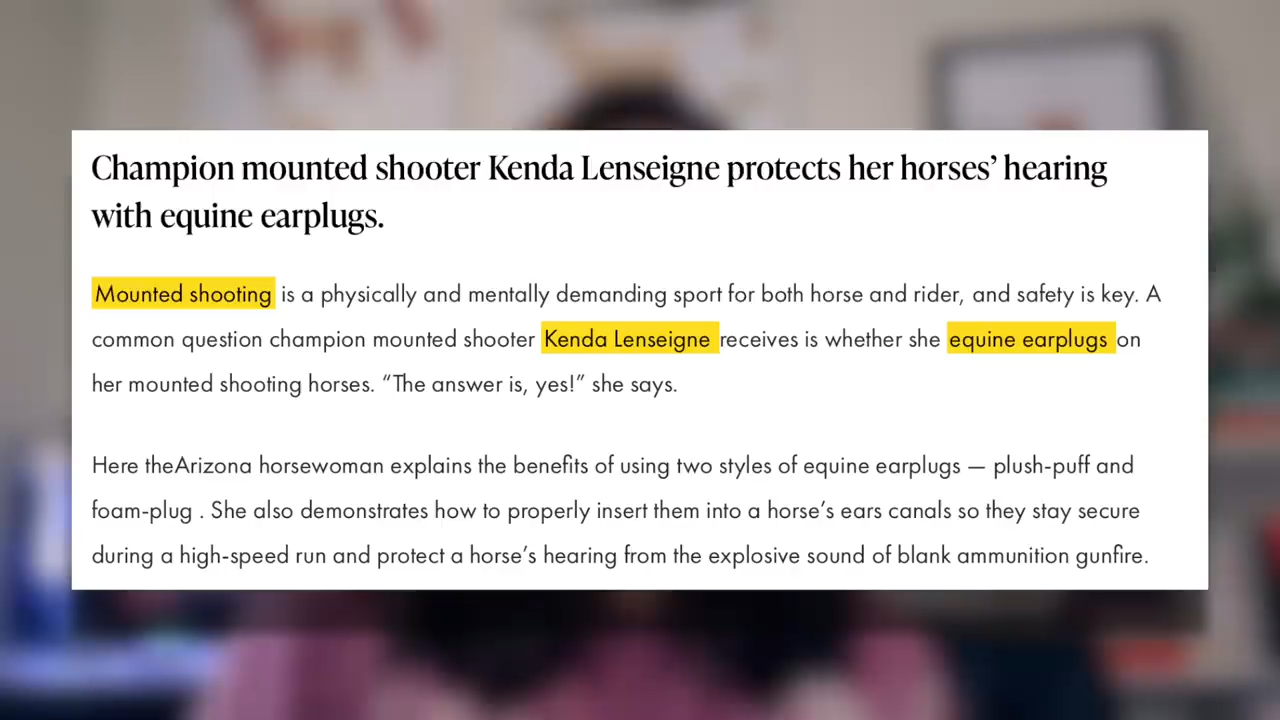 Champion mounted shooter Kenda Lenseigne protects her horses’ hearing
with equine earplugs.
Mounted shooting is a physically and mentally demanding sport for both horse and rider, and safety is key. A
common question champion mounted shooter Kenda Lenseigne receives is whether she equine earplugs on
her mounted shooting horses. “The answer is, yes!” she says.
Here theArizona horsewoman explains the benefits of using two styles of equine earplugs — plush-puff and
foam-plug . She also demonstrates how to properly insert them into a horse’s ears canals so they stay secure
during a high-speed run and protect a horse’s hearing from the explosive sound of blank ammunition gunfire.